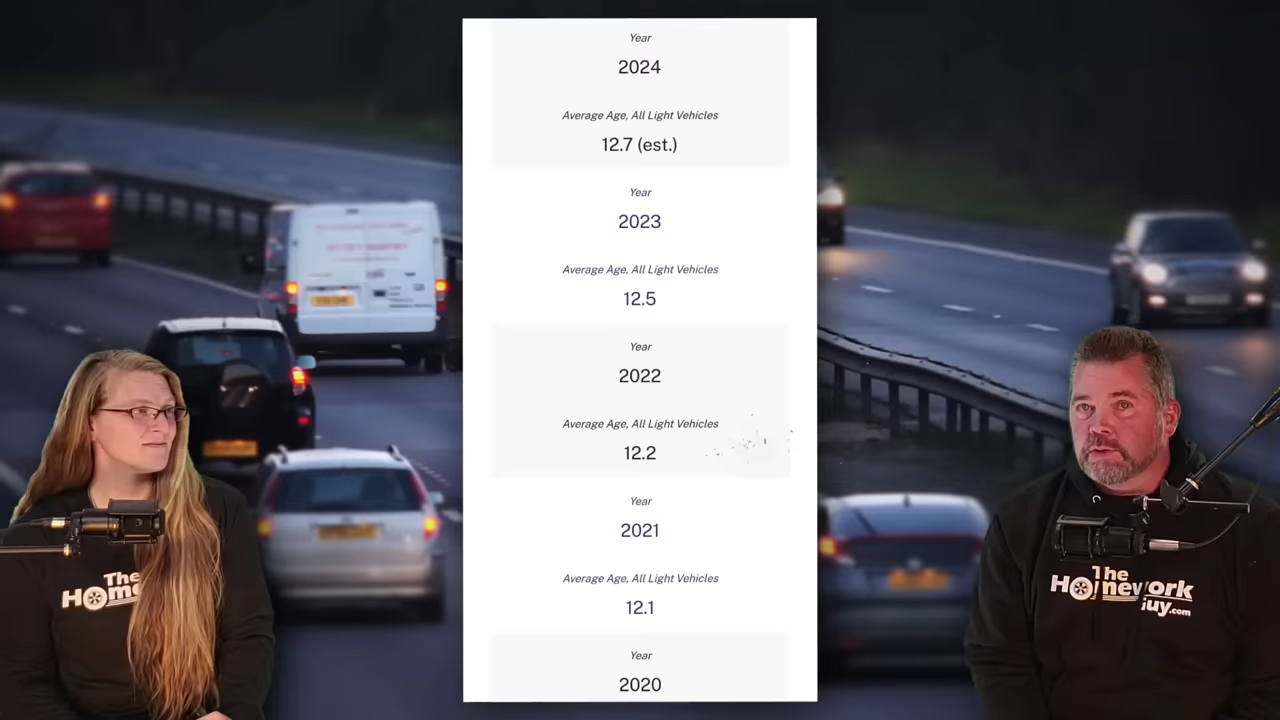 Year
2024
Average Age, All Light Vehicles
12.7 (est.)
Year
2023
Average Age, All Light Vehicles
12.5
Year
2022
Average Age, All Light Vehicles
12.2
Year
2021
Average Age, All Light Vehicles
12.1
Year
2020
The
Home
The
Homework
Guy.com